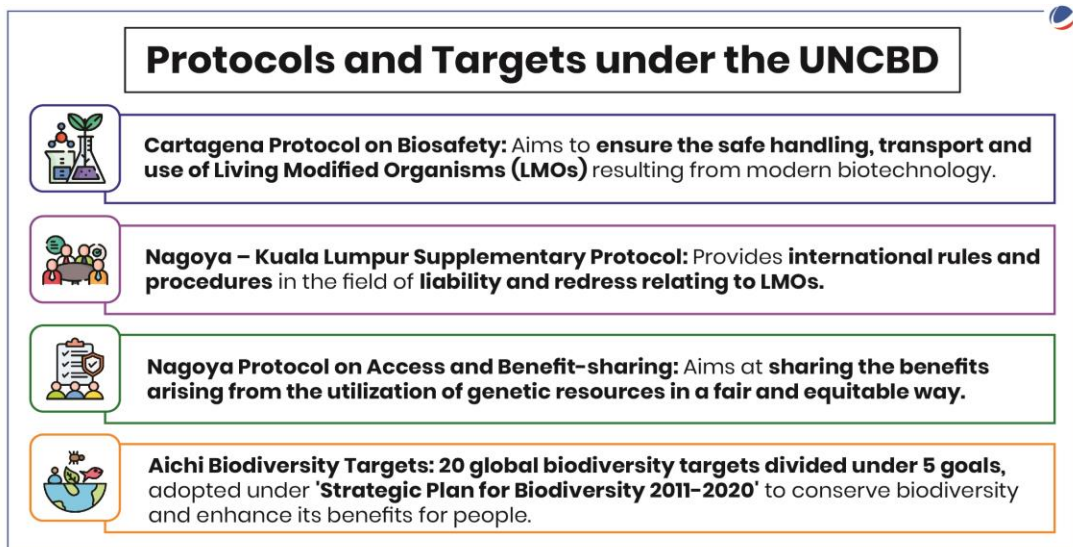 Protocols and Targets under the UNCBD
Cartagena Protocol on Biosafety: Aims to ensure the safe handling, transport and
use of Living Modified Organisms (LMOs) resulting from modern biotechnology.
Nagoya – Kuala Lumpur Supplementary Protocol: Provides international rules and
procedures in the field of liability and redress relating to LMOs.
Nagoya Protocol on Access and Benefit-sharing: Aims at sharing the benefits
arising from the utilization of genetic resources in a fair and equitable way.
Aichi Biodiversity Targets: 20 global biodiversity targets divided under 5 goals,
adopted under 'Strategic Plan for Biodiversity 2011-2020' to conserve biodiversity
and enhance its benefits for people.